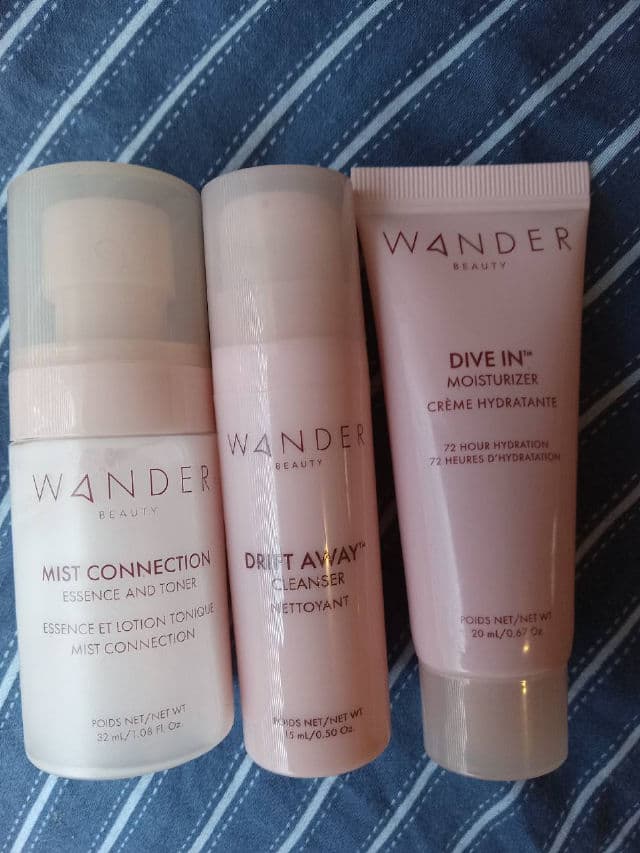 WANDER
BEAUTY
MIST CONNECTION
ESSENCE AND TONER
ESSENCE ET LOTION TONIQUE
MIST CONNECTION
POIDS NET/NET WT
32 mL/1.08 Fl. Oz.
WANDER
BEAUTY
DRIFT AWAY™
CLEANSER
NETTOYANT
POIDS NET/NET WT
15 mL/0.50 Oz.
WANDER
BEAUTY
DIVE IN™
MOISTURIZER
CRÈME HYDRATANTE
72 HOUR HYDRATION
72 HEURES D'HYDRATATION
POIDS NET/NET WT
20 mL/0.67 Oz